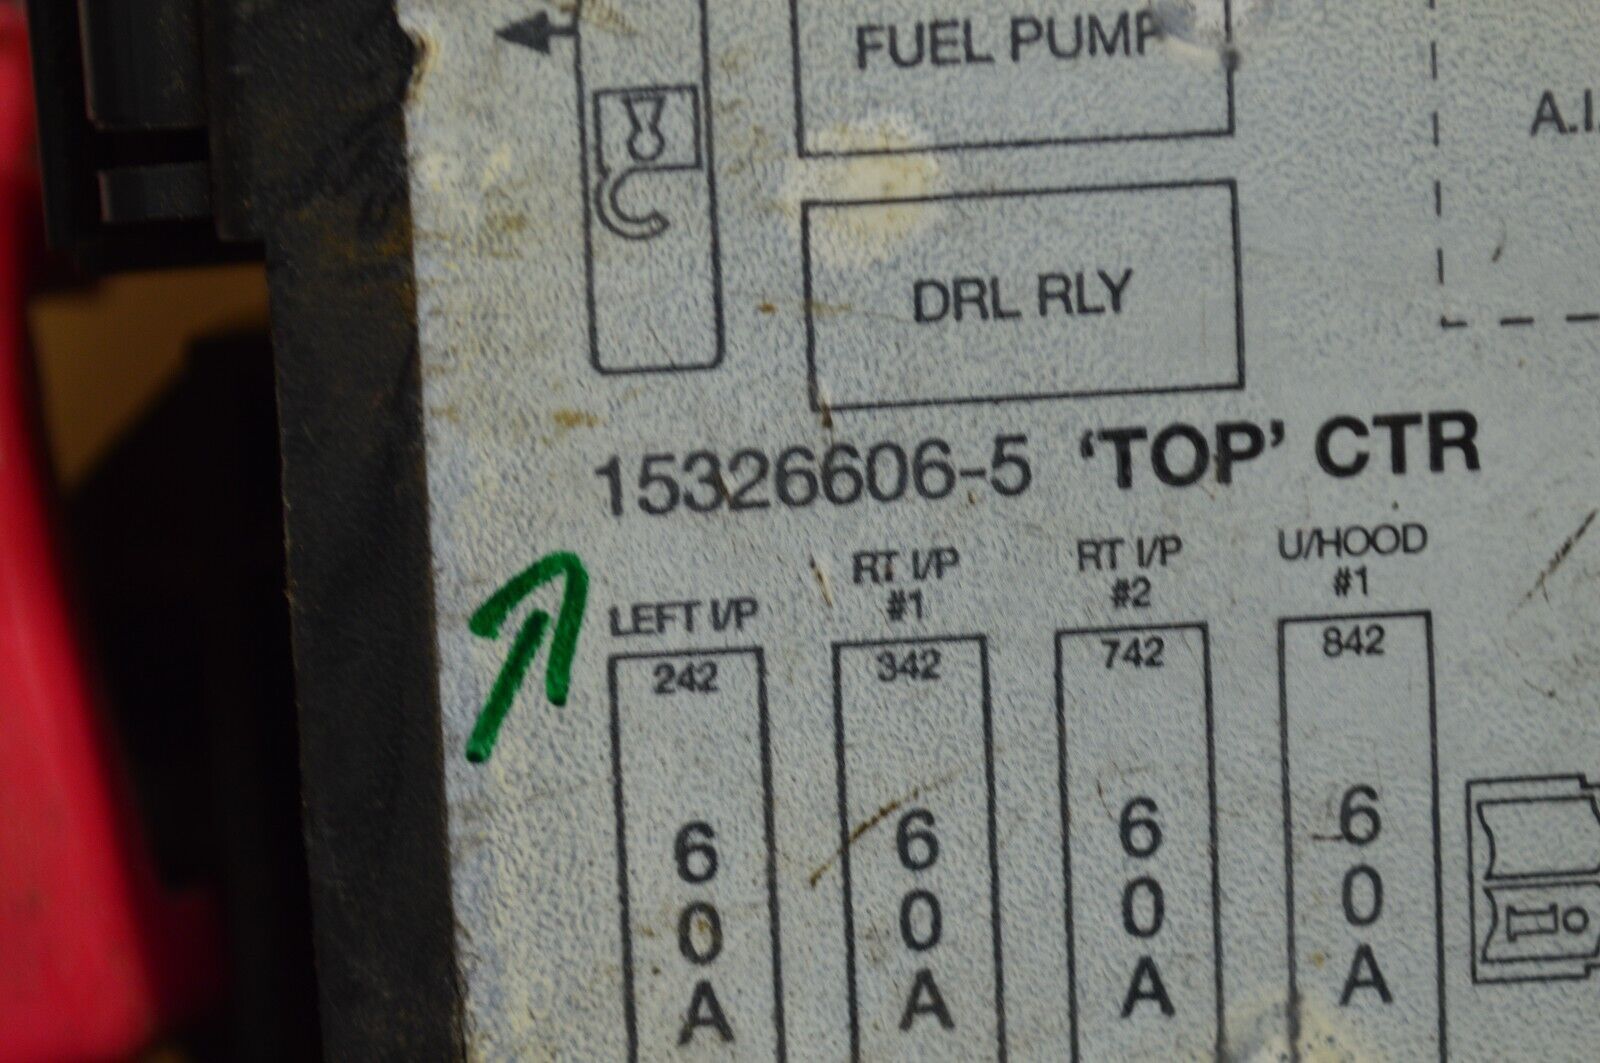 FUEL PUMP
A.I.
DRL RLY
15326606-5 ‘TOP’ CTR
LEFT I/P
RT I/P
#1
RT I/P
#2
U/HOOD
#1
242
342
742
842
60A
60A
60A
60A